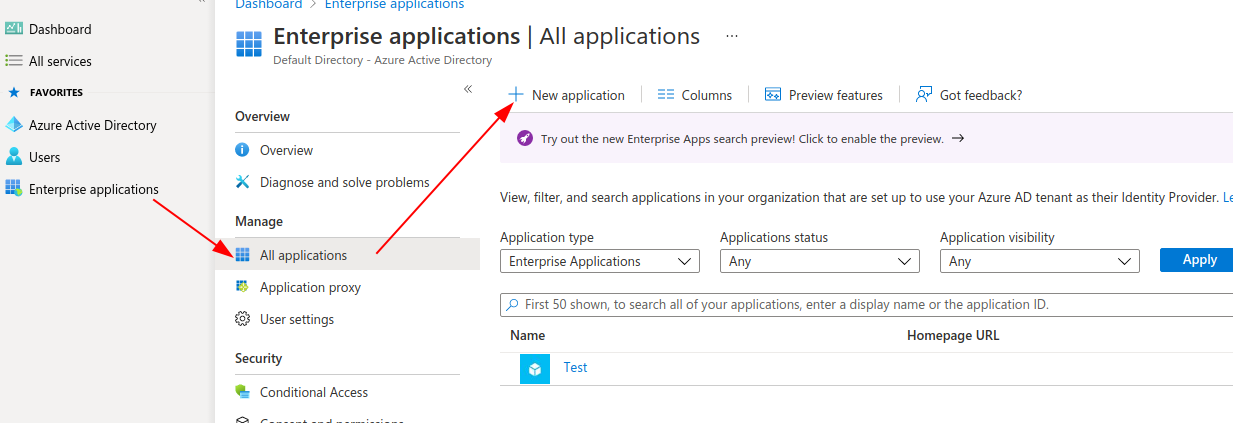 Dashboard Enterprise applications
Enterprise applications | All applications ...
Default Directory - Azure Active Directory
Dashboard
All services
FAVORITES
Azure Active Directory
Users
Enterprise applications
Overview
Overview
Diagnose and solve problems
Manage
All applications
Application proxy
User settings
Security
Conditional Access
Consent and permissions
New application
Columns
Preview features
Got feedback?
Try out the new Enterprise Apps search preview! Click to enable the preview. →
View, filter, and search applications in your organization that are set up to use your Azure AD tenant as their Identity Provider. Le
Application type
Enterprise Applications
Applications status
Any
Application visibility
Any
Apply
First 50 shown, to search all of your applications, enter a display name or the application ID.
Name Homepage URL
Test